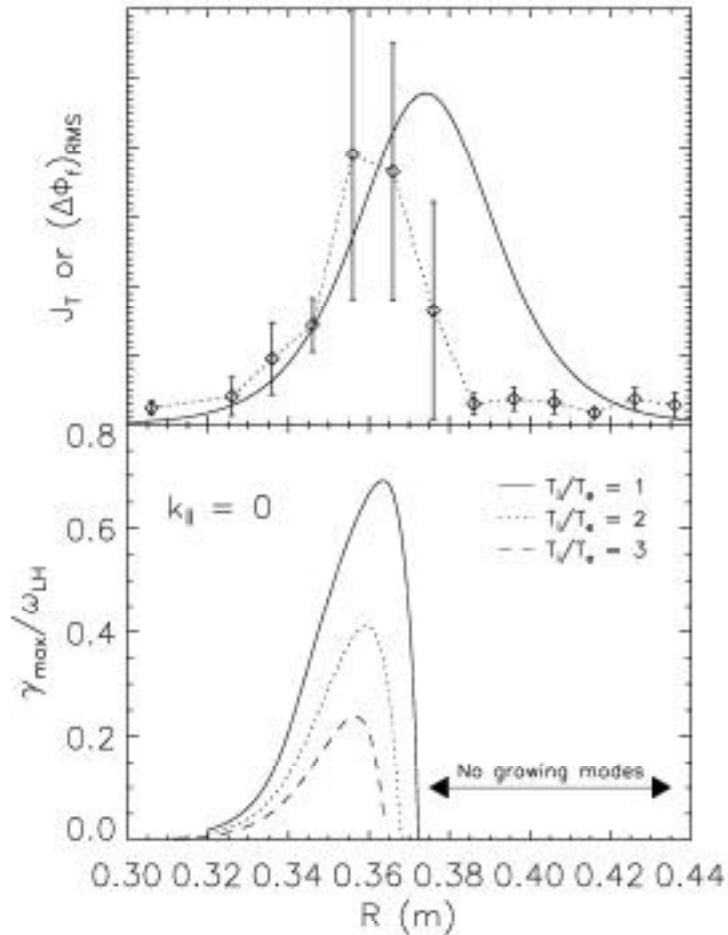 J_T or (ΔΦ_f)_RMS
0.8
0.6
0.4
0.2
0.0
γ_max/ω_LH
k_∥ = 0
T_i/T_e = 1
T_i/T_e = 2
T_i/T_e = 3
No growing modes
0.30 0.32 0.34 0.36 0.38 0.40 0.42 0.44
R (m)